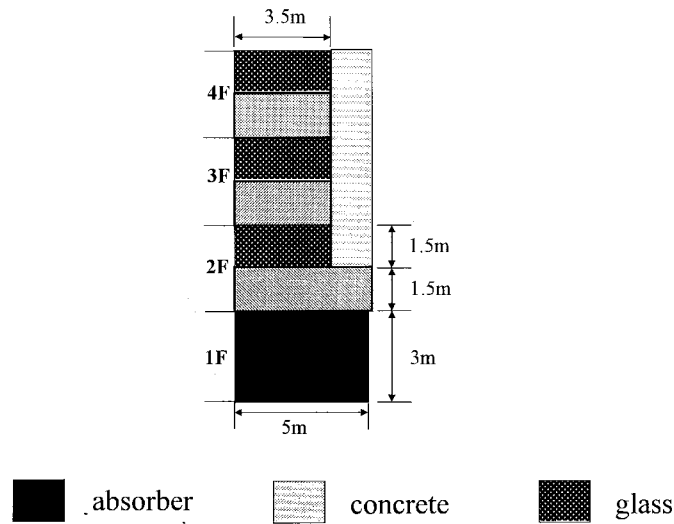 3.5m
4F
3F
2F
1.5m
1.5m
1F
3m
5m
absorber
concrete
glass